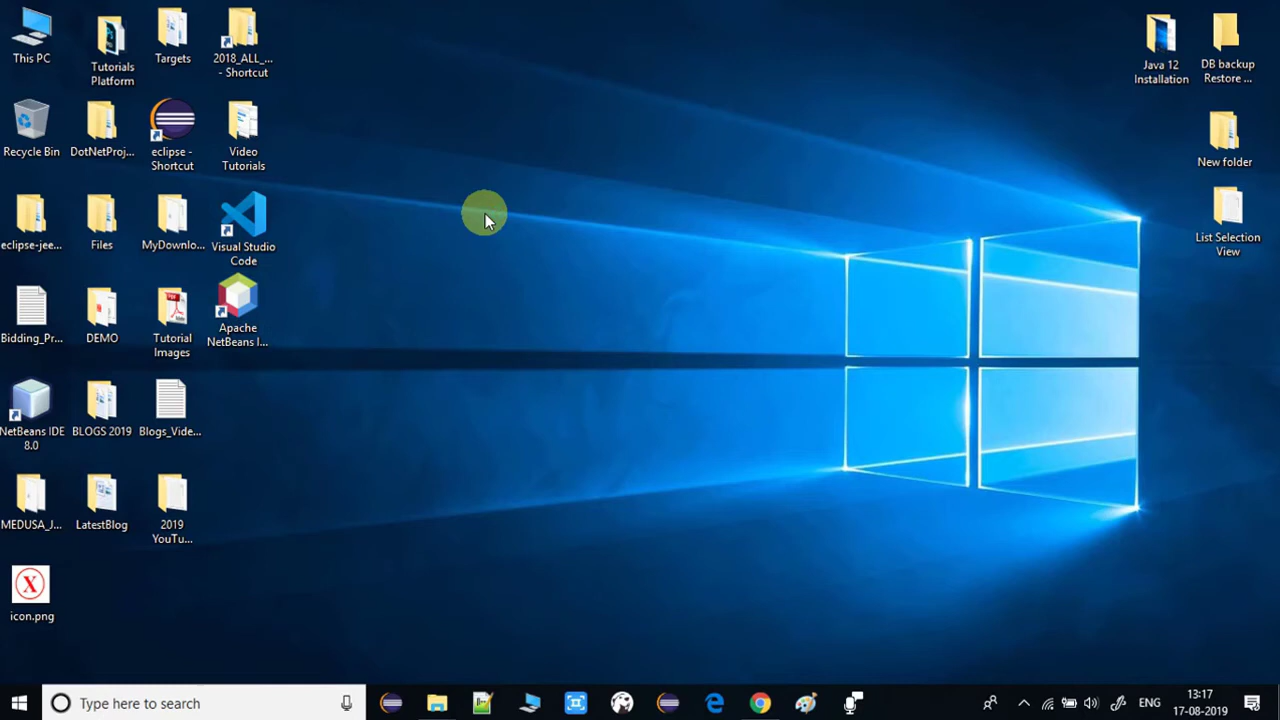 This PC
Tutorials
Platform
Targets
2018_ALL_...
- Shortcut
Java 12
Installation
DB backup
Restore ...
Recycle Bin
DotNetProj...
eclipse -
Shortcut
Video
Tutorials
New folder
eclipse-jee...
Files
MyDownlo...
Visual Studio
Code
List Selection
View
Bidding_Pr...
DEMO
Tutorial
Images
Apache
NetBeans I...
NetBeans IDE
8.0
BLOGS 2019
Blogs_Vide...
MEDUSA_J...
LatestBlog
2019
YouTu...
X
icon.png
Type here to search
ENG
13:17
17-08-2019